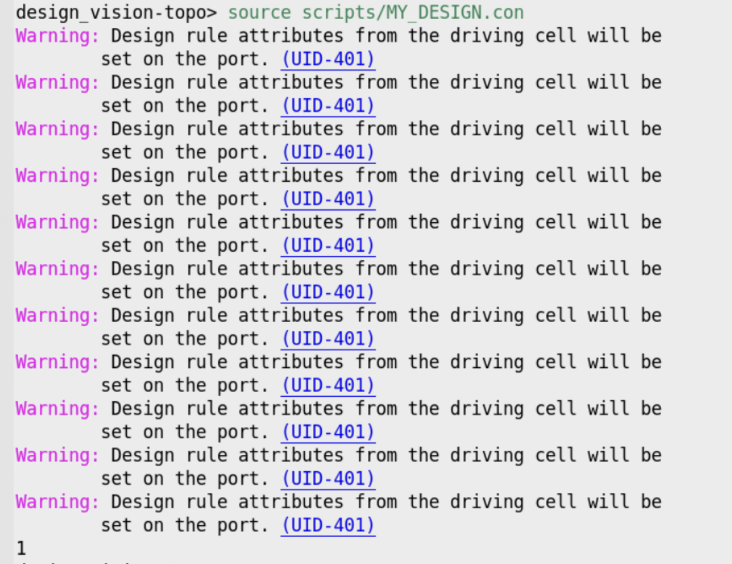 design_vision-topo> source scripts/MY_DESIGN.con
Warning: Design rule attributes from the driving cell will be
set on the port. (UID-401)
Warning: Design rule attributes from the driving cell will be
set on the port. (UID-401)
Warning: Design rule attributes from the driving cell will be
set on the port. (UID-401)
Warning: Design rule attributes from the driving cell will be
set on the port. (UID-401)
Warning: Design rule attributes from the driving cell will be
set on the port. (UID-401)
Warning: Design rule attributes from the driving cell will be
set on the port. (UID-401)
Warning: Design rule attributes from the driving cell will be
set on the port. (UID-401)
Warning: Design rule attributes from the driving cell will be
set on the port. (UID-401)
Warning: Design rule attributes from the driving cell will be
set on the port. (UID-401)
Warning: Design rule attributes from the driving cell will be
set on the port. (UID-401)
Warning: Design rule attributes from the driving cell will be
set on the port. (UID-401)
1